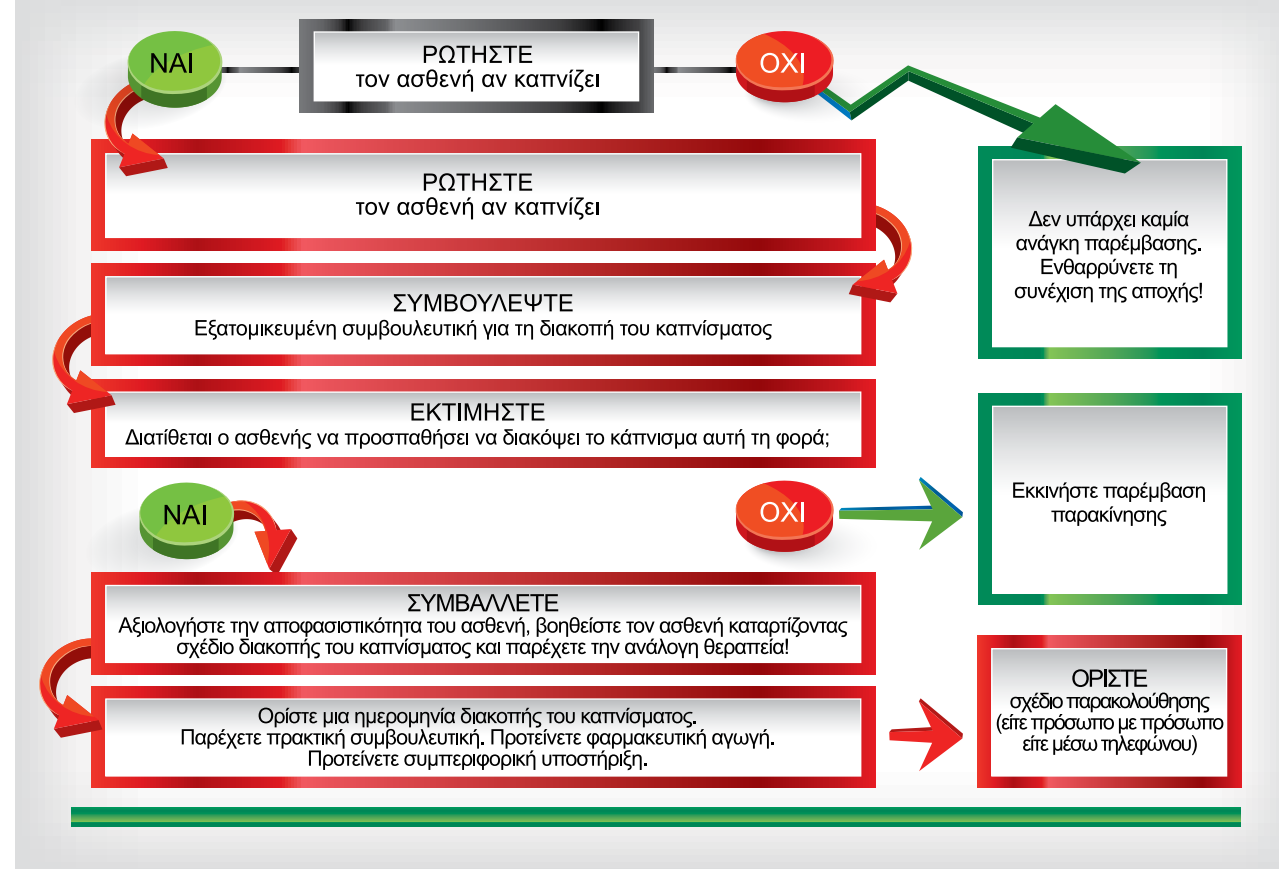 ΝΑΙ
ΡΩΤΗΣΤΕ
τον ασθενή αν καπνίζει
ΟΧΙ
ΡΩΤΗΣΤΕ
τον ασθενή αν καπνίζει
Δεν υπάρχει καμία
ανάγκη παρέμβασης.
Ενθαρρύνετε τη
συνέχιση της αποχής!
ΣΥΜΒΟΥΛΕΨΤΕ
Εξατομικευμένη συμβουλευτική για τη διακοπή του καπνίσματος
ΕΚΤΙΜΗΣΤΕ
Διατίθεται ο ασθενής να προσπαθήσει να διακόψει το κάπνισμα αυτή τη φορά;
ΝΑΙ
ΟΧΙ
Εκκινήστε παρέμβαση
παρακίνησης
ΣΥΜΒΑΛΛΕΤΕ
Αξιολογήστε την αποφασιστικότητα του ασθενή, βοηθείστε τον ασθενή καταρτίζοντας
σχέδιο διακοπής του καπνίσματος και παρέχετε την ανάλογη θεραπεία!
Ορίστε μια ημερομηνία διακοπής του καπνίσματος.
Παρέχετε πρακτική συμβουλευτική. Προτείνετε φαρμακευτική αγωγή.
Προτείνετε συμπεριφορική υποστήριξη.
ΟΡΙΣΤΕ
σχέδιο παρακολούθησης
(είτε πρόσωπο με πρόσωπο
είτε μέσω τηλεφώνου)